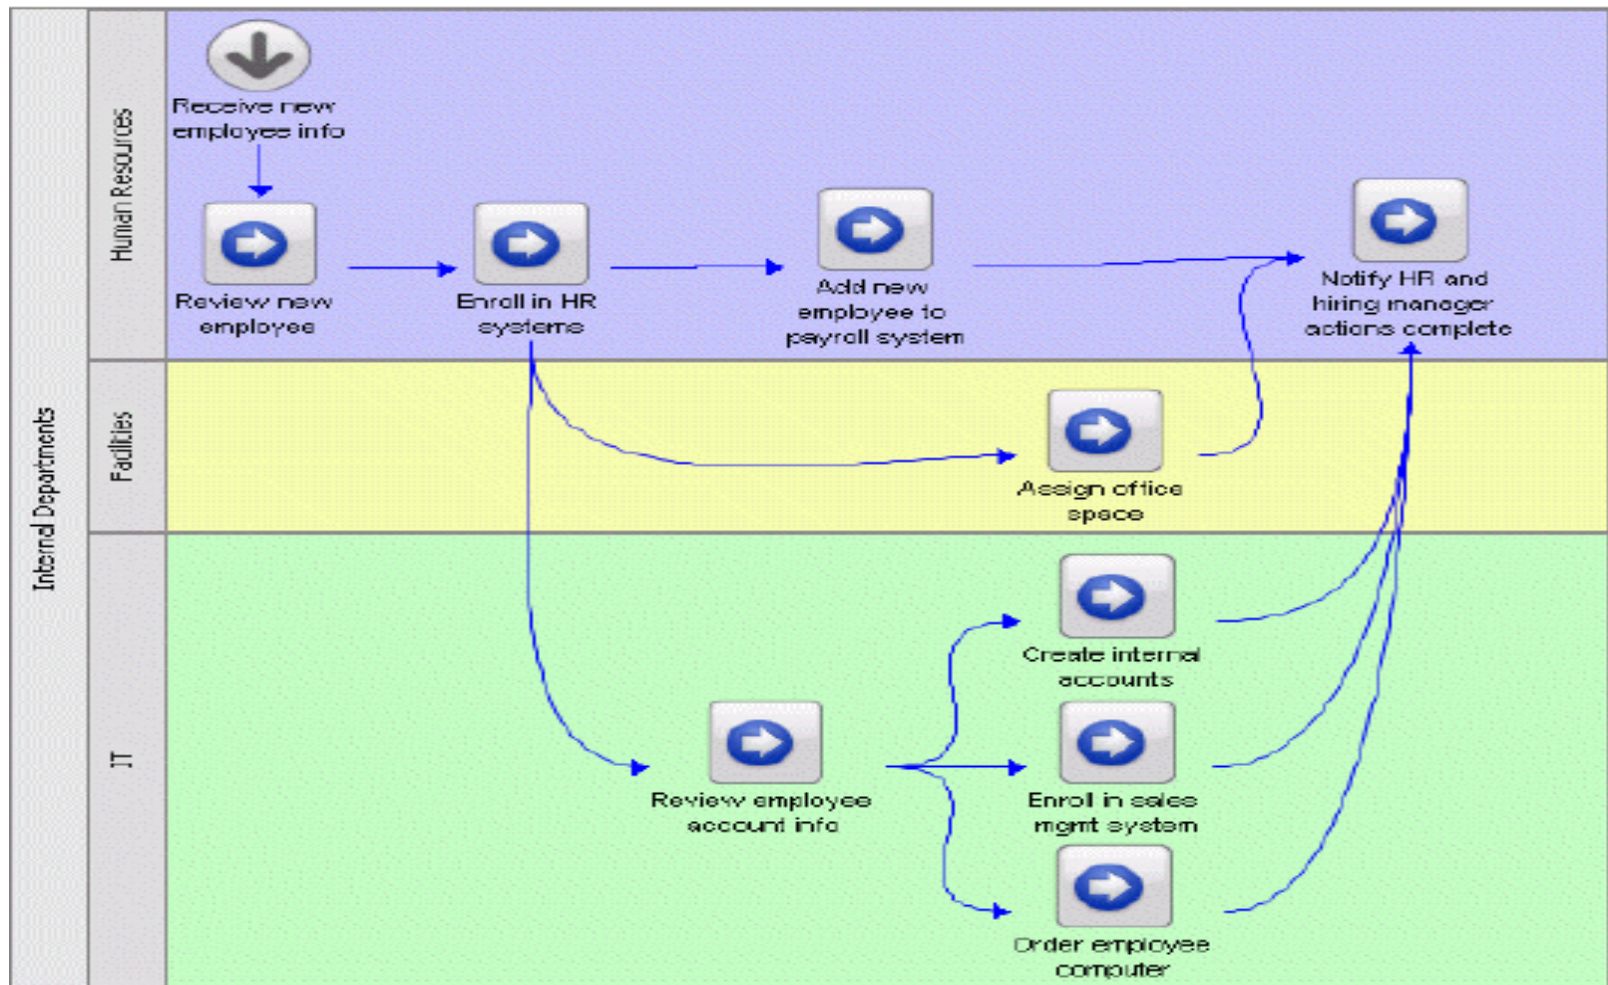 Internal Departments
Human Resources
Receive new
employee info
Review new
employee
Enroll in HR
systems
Add new
employee to
payroll system
Notify HR and
hiring manager
actions complete
Facilities
Assign office
space
IT
Create internal
accounts
Review employee
account info
Enroll in sales
mgmt system
Order employee
computer